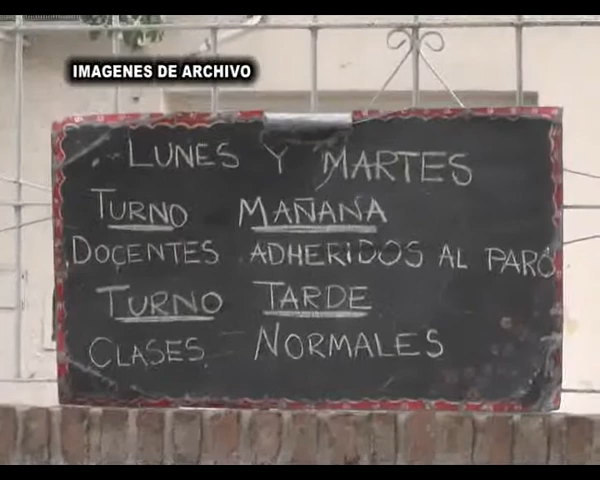 IMAGENES DE ARCHIVO
LUNES Y MARTES
TURNO MAÑANA
DOCENTES ADHERIDOS AL PARO
TURNO TARDE
CLASES NORMALES